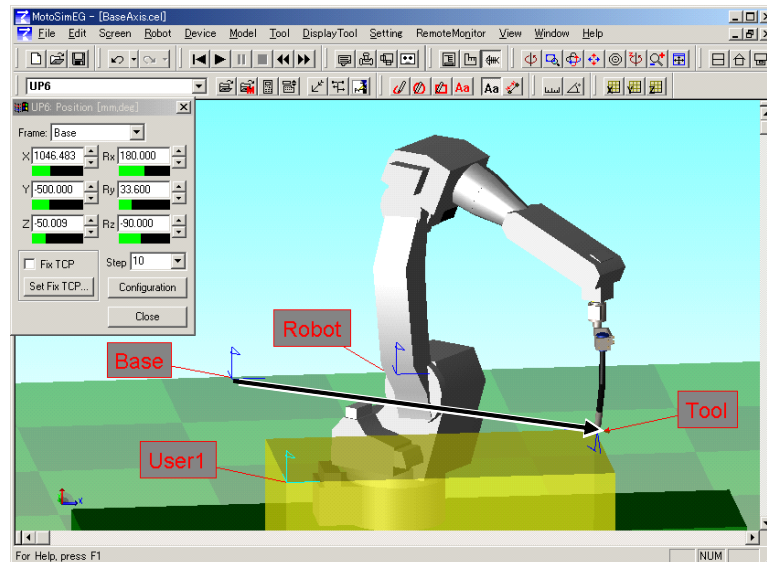 MotoSimEG - [BaseAxis.cel]
File Edit Screen Robot Device Model Tool DisplayTool Setting RemoteMonitor View Window Help
UP6
Aa Aa
UP6: Position [mm,deg]
Frame: Base
X 1046.483 Rx 180.000
Y -500.000 Ry 33.600
Z -50.009 Rz -90.000
Fix TCP Step 10
Set Fix TCP... Configuration
Close
Robot
Base
Tool
User1
x
For Help, press F1
NUM